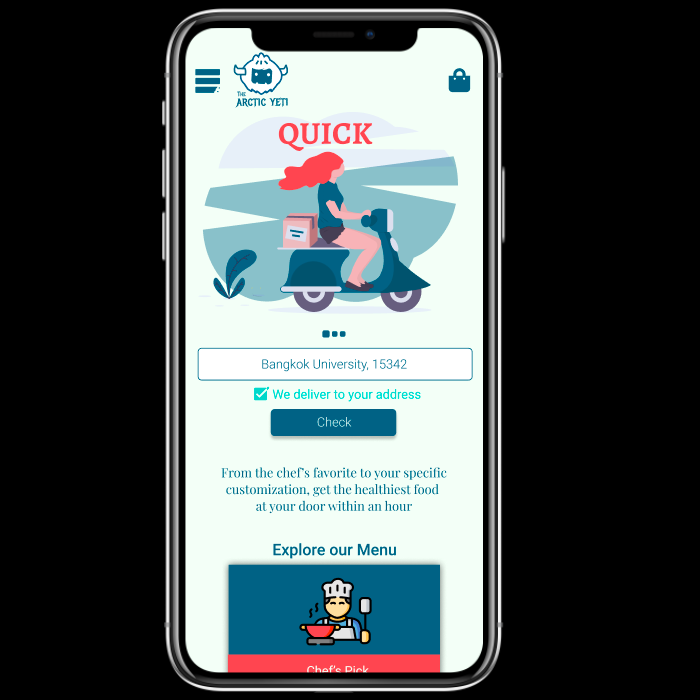 THE
ARCTIC YETI
QUICK
Bangkok University, 15342
We deliver to your address
Check
From the chef's favorite to your specific
customization, get the healthiest food
at your door within an hour
Explore our Menu
Chef's Pick